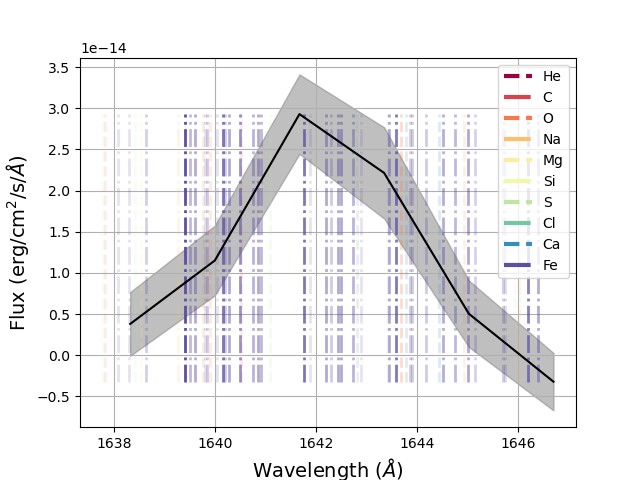 1e−14
3.5
3.0
2.5
2.0
1.5
1.0
0.5
0.0
−0.5
Flux (erg/cm²/s/Å)
1638
1640
1642
1644
1646
Wavelength (Å)
He
C
O
Na
Mg
Si
S
Cl
Ca
Fe